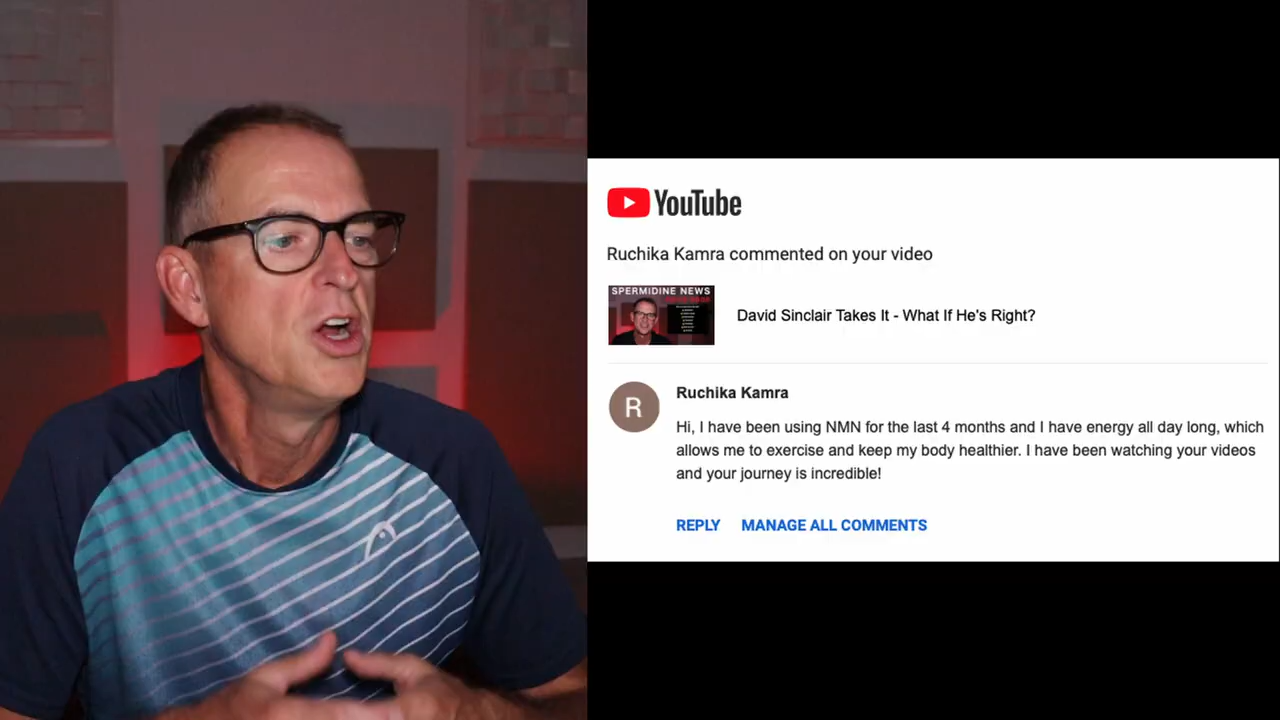 YouTube
Ruchika Kamra commented on your video
SPERMIDINE NEWS
David Sinclair Takes It - What If He's Right?
R
Ruchika Kamra
Hi, I have been using NMN for the last 4 months and I have energy all day long, which
allows me to exercise and keep my body healthier. I have been watching your videos
and your journey is incredible!
REPLY MANAGE ALL COMMENTS